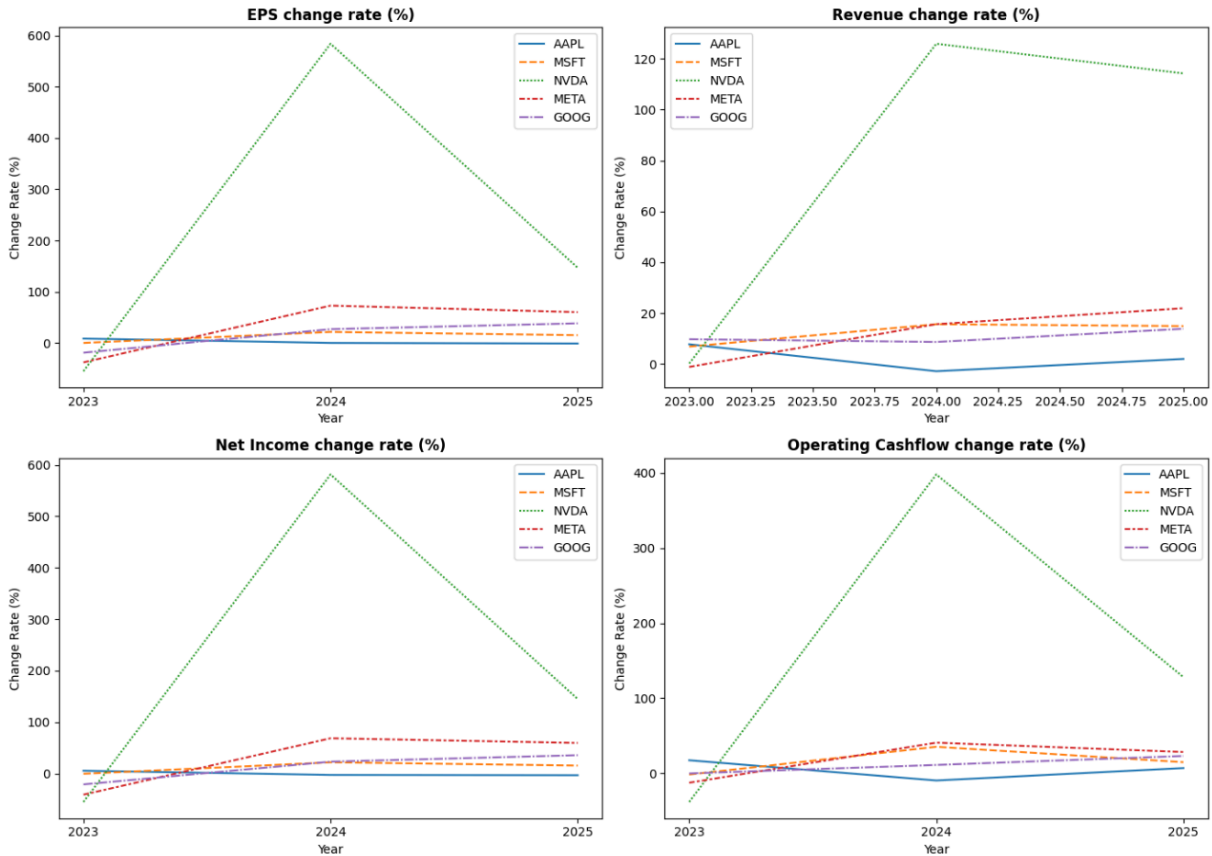 EPS change rate (%)
600
500
400
300
200
100
0
Change Rate (%)
2023
2024
2025
Year
AAPL
MSFT
NVDA
META
GOOG
Revenue change rate (%)
120
100
80
60
40
20
0
Change Rate (%)
2023.00 2023.25 2023.50 2023.75 2024.00 2024.25 2024.50 2024.75 2025.00
Year
AAPL
MSFT
NVDA
META
GOOG
Net Income change rate (%)
600
500
400
300
200
100
0
Change Rate (%)
2023
2024
2025
Year
AAPL
MSFT
NVDA
META
GOOG
Operating Cashflow change rate (%)
400
300
200
100
0
Change Rate (%)
2023
2024
2025
Year
AAPL
MSFT
NVDA
META
GOOG